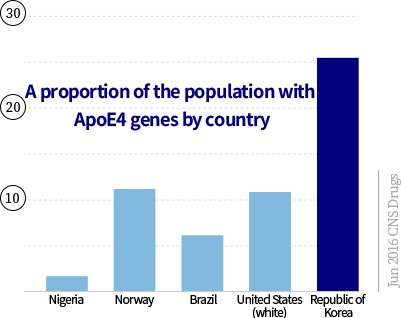 30
A proportion of the population with
20
ApoE4 genes by country
10
Jun 2016 CNS Drugs
Nigeria
Norway
Brazil
United States
(white)
Republic of
Korea